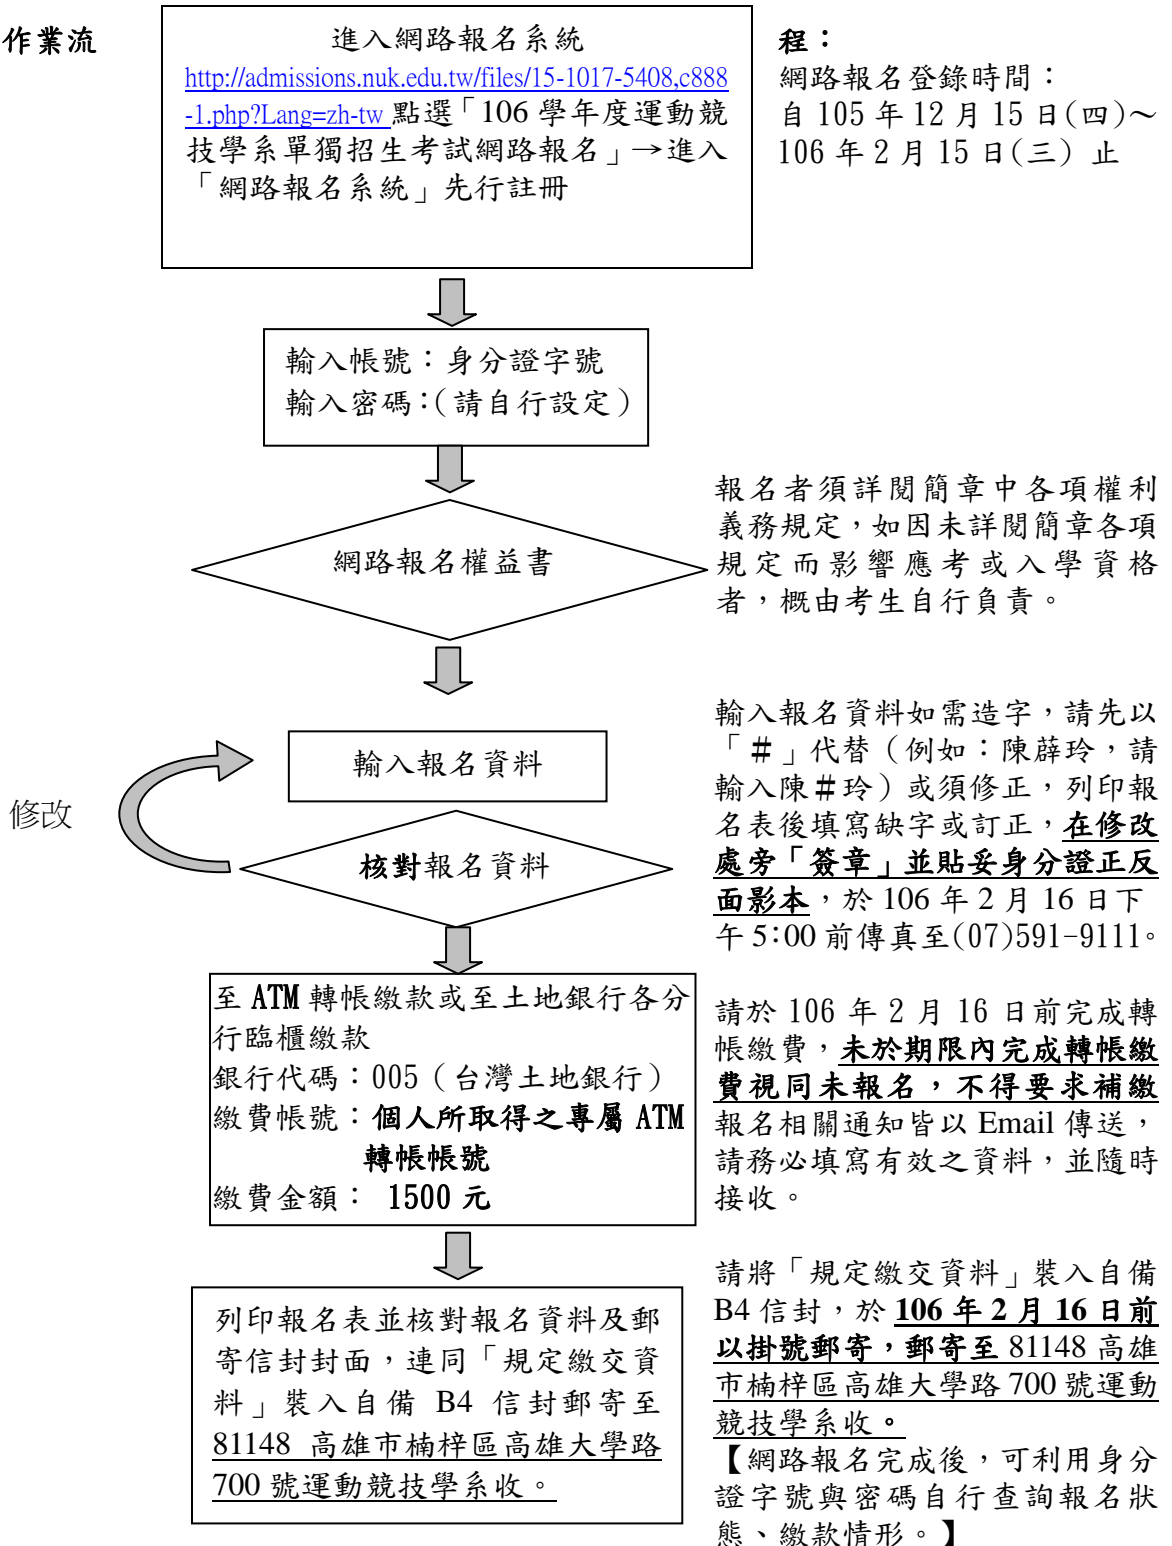 作業流程：
進入網路報名系統
http://admissions.nuk.edu.tw/files/15-1017-5408,c888
-1.php?Lang=zh-tw 點選「106 學年度運動競
技學系單獨招生考試網路報名」→進入
「網路報名系統」先行註冊
網路報名登錄時間：
自 105 年 12 月 15 日(四)～
106 年 2 月 15 日(三) 止
輸入帳號：身分證字號
輸入密碼：(請自行設定)
網路報名權益書
報名者須詳閱簡章中各項權利
義務規定，如因未詳閱簡章各項
規定而影響應考或入學資格
者，概由考生自行負責。
輸入報名資料
修改
核對報名資料
輸入報名資料如需造字，請先以
「＃」代替（例如：陳薜玲，請
輸入陳＃玲）或須修正，列印報
名表後填寫缺字或訂正，在修改
處旁「簽章」並貼妥身分證正反
面影本，於 106 年 2 月 16 日下
午 5:00 前傳真至(07)591-9111。
至 ATM 轉帳繳款或至土地銀行各分
行臨櫃繳款
銀行代碼：005（台灣土地銀行）
繳費帳號：個人所取得之專屬 ATM
轉帳帳號
繳費金額： 1500 元
請於 106 年 2 月 16 日前完成轉
帳繳費，未於期限內完成轉帳繳
費視同未報名，不得要求補繳
報名相關通知皆以 Email 傳送，
請務必填寫有效之資料，並隨時
接收。
列印報名表並核對報名資料及郵
寄信封封面，連同「規定繳交資
料」裝入自備 B4 信封郵寄至
81148 高雄市楠梓區高雄大學路
700 號運動競技學系收。
請將「規定繳交資料」裝入自備
B4 信封，於 106 年 2 月 16 日前
以掛號郵寄，郵寄至 81148 高雄
市楠梓區高雄大學路 700 號運動
競技學系收。
【網路報名完成後，可利用身分
證字號與密碼自行查詢報名狀
態、繳款情形。】